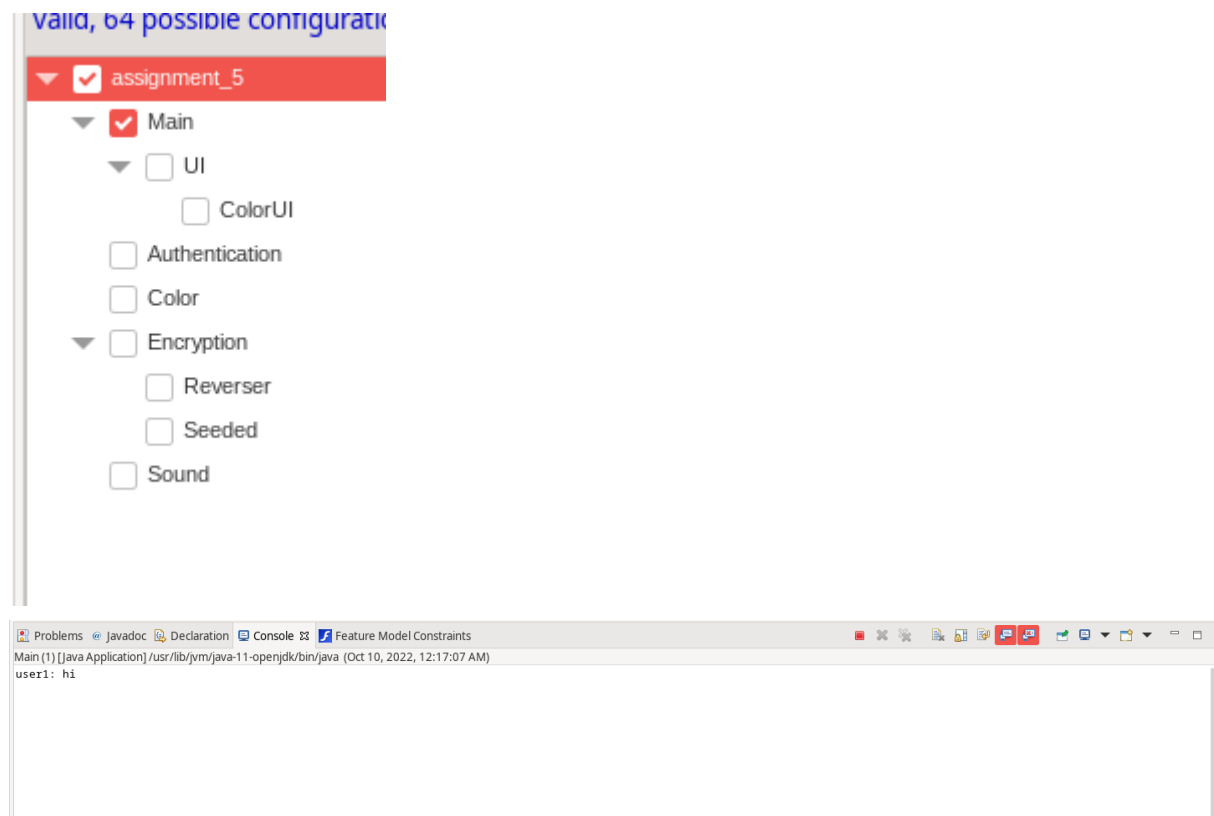 valid, 64 possible configurati
assignment_5
Main
UI
ColorUI
Authentication
Color
Encryption
Reverser
Seeded
Sound
Problems @ Javadoc Declaration Console Feature Model Constraints
Main (1) [Java Application] /usr/lib/jvm/java-11-openjdk/bin/java (Oct 10, 2022, 12:17:07 AM)
user1: hi